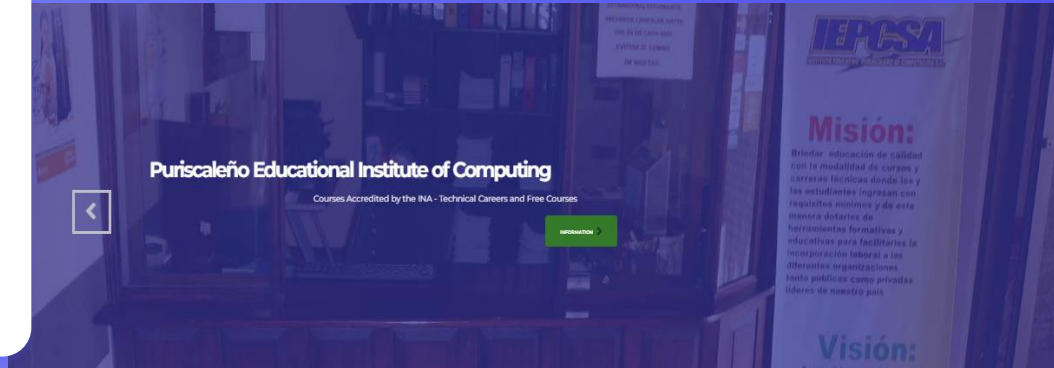 Puriscaleño Educational Institute of Computing
Courses Accredited by the INA - Technical Careers and Free Courses
INFORMATION
IEPCSA
Misión:
Brindar educación de calidad
con la modalidad de cursos y
carreras técnicas donde los y
las estudiantes ingresan con
requisitos mínimos y de esta
manera dotarles de
herramientas formativas y
educativas para facilitarles la
incorporación laboral a las
diferentes organizaciones
tanto públicas como privadas
líderes de nuestro país
Visión: